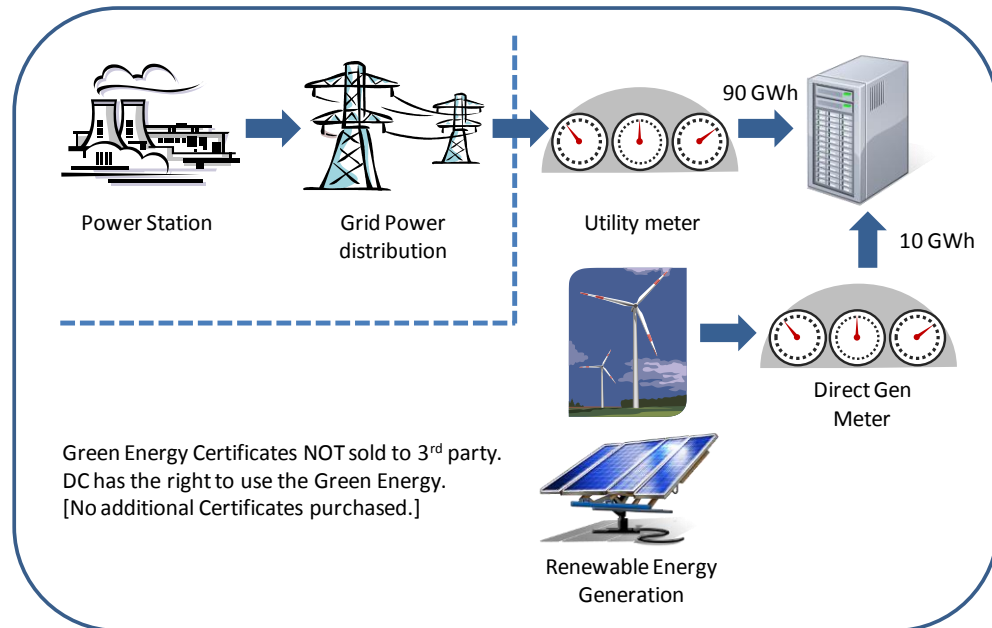 90 GWh
Power Station
Grid Power
distribution
Utility meter
10 GWh
Direct Gen
Meter
Green Energy Certificates NOT sold to 3rd party.
DC has the right to use the Green Energy.
[No additional Certificates purchased.]
Renewable Energy
Generation